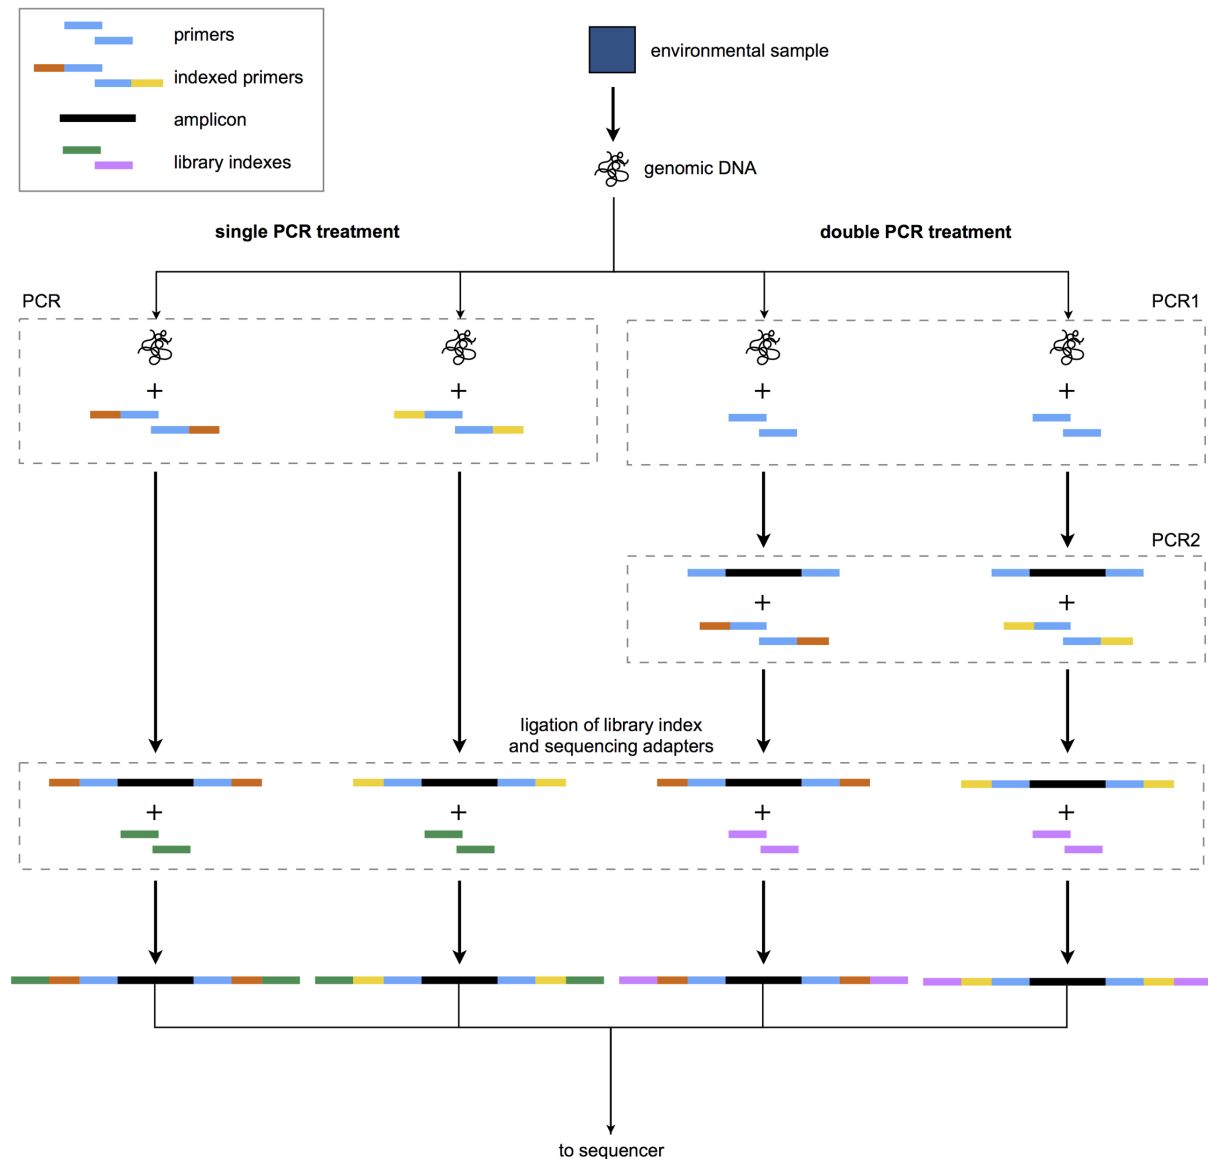 primers
indexed primers
amplicon
library indexes
environmental sample
genomic DNA
single PCR treatment
double PCR treatment
PCR
PCR1
+
+
+
+
PCR2
+
+
ligation of library index
and sequencing adapters
+
+
+
+
to sequencer